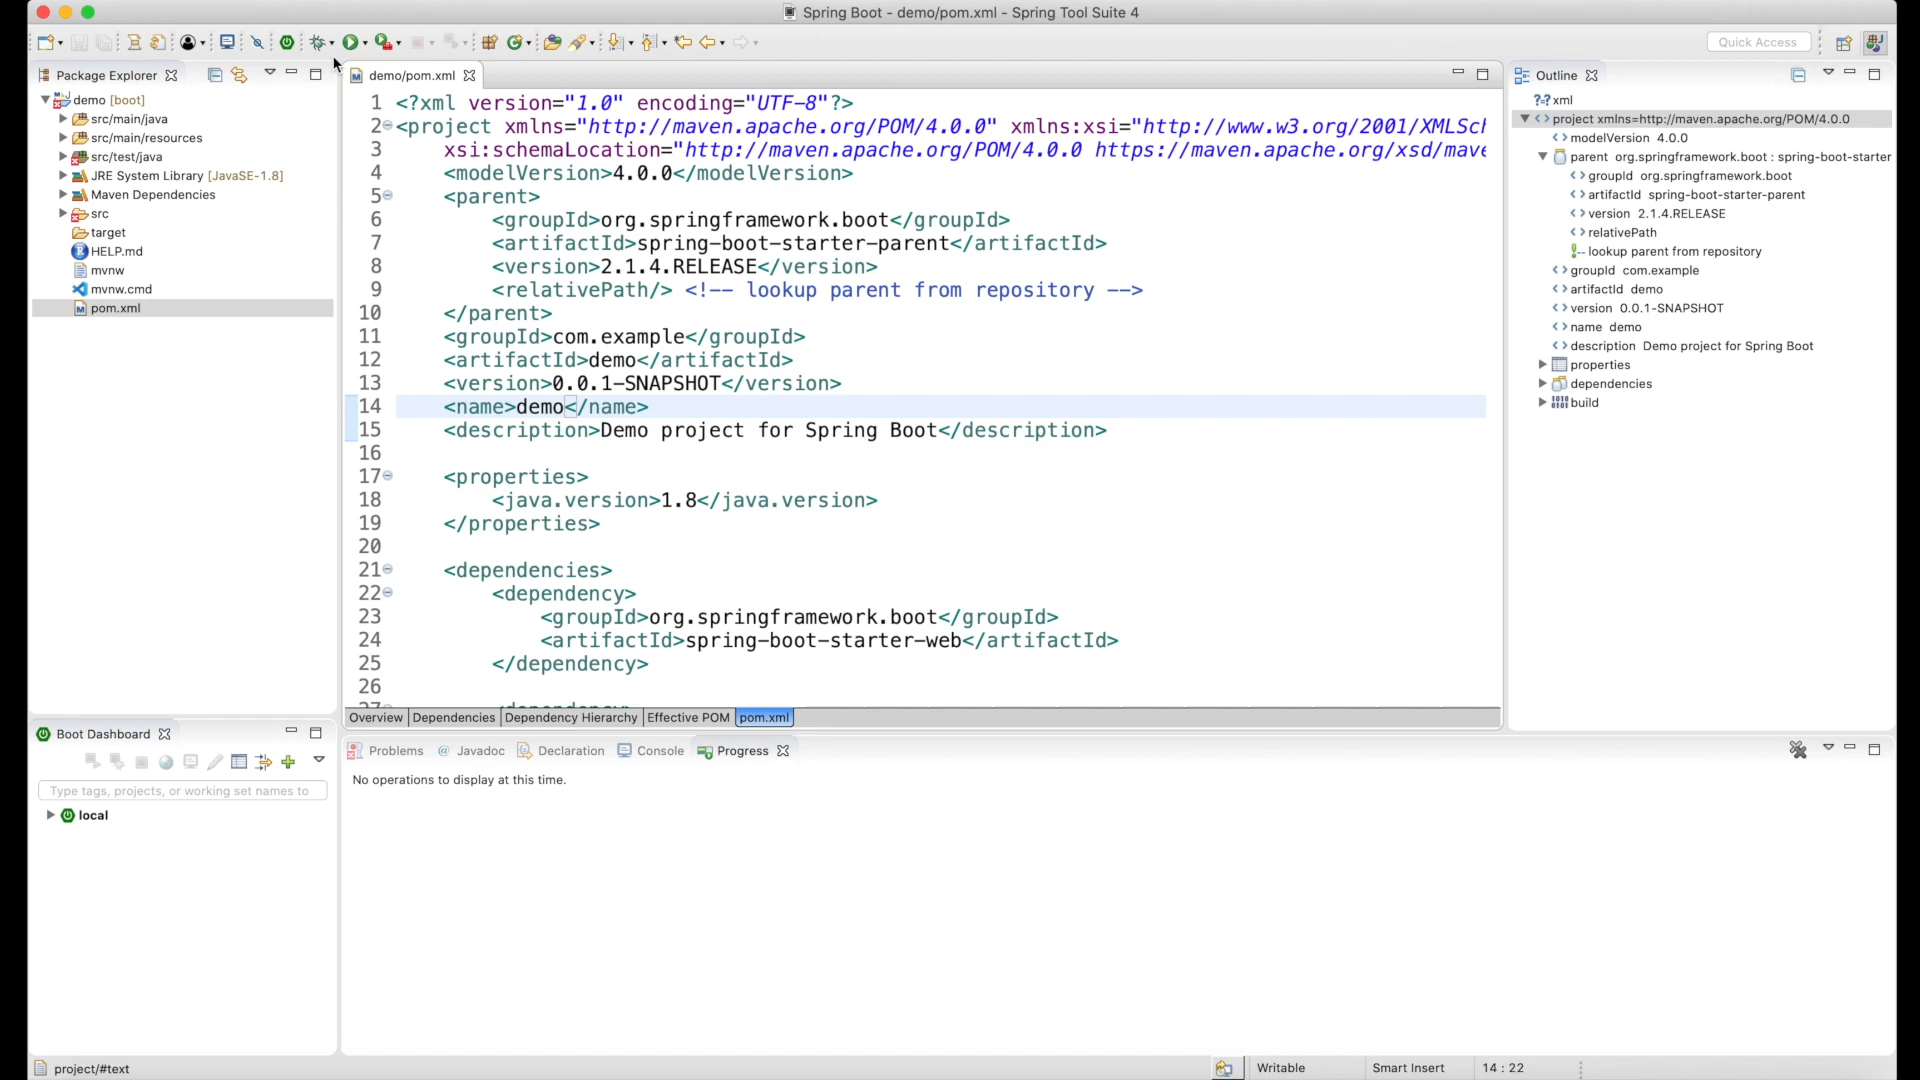 Spring Boot - demo/pom.xml - Spring Tool Suite 4
Quick Access
Package Explorer
demo [boot]
src/main/java
src/main/resources
src/test/java
JRE System Library [JavaSE-1.8]
Maven Dependencies
src
target
HELP.md
mvnw
mvnw.cmd
pom.xml
demo/pom.xml
1 <?xml version="1.0" encoding="UTF-8"?>
2 <project xmlns="http://maven.apache.org/POM/4.0.0" xmlns:xsi="http://www.w3.org/2001/XMLSch
3 xsi:schemaLocation="http://maven.apache.org/POM/4.0.0 https://maven.apache.org/xsd/mave
4 <modelVersion>4.0.0</modelVersion>
5 <parent>
6 <groupId>org.springframework.boot</groupId>
7 <artifactId>spring-boot-starter-parent</artifactId>
8 <version>2.1.4.RELEASE</version>
9 <relativePath/> <!-- lookup parent from repository -->
10 </parent>
11 <groupId>com.example</groupId>
12 <artifactId>demo</artifactId>
13 <version>0.0.1-SNAPSHOT</version>
14 <name>demo</name>
15 <description>Demo project for Spring Boot</description>
16
17 <properties>
18 <java.version>1.8</java.version>
19 </properties>
20
21 <dependencies>
22 <dependency>
23 <groupId>org.springframework.boot</groupId>
24 <artifactId>spring-boot-starter-web</artifactId>
25 </dependency>
26
27 <dependency>
Overview Dependencies Dependency Hierarchy Effective POM pom.xml
Outline
?-? xml
project xmlns=http://maven.apache.org/POM/4.0.0
modelVersion 4.0.0
parent org.springframework.boot : spring-boot-starter
groupId org.springframework.boot
artifactId spring-boot-starter-parent
version 2.1.4.RELEASE
relativePath
lookup parent from repository
groupId com.example
artifactId demo
version 0.0.1-SNAPSHOT
name demo
description Demo project for Spring Boot
properties
dependencies
build
Boot Dashboard
Type tags, projects, or working set names to
local
Problems @ Javadoc Declaration Console Progress
No operations to display at this time.
project/#text
Writable
Smart Insert
14 : 22